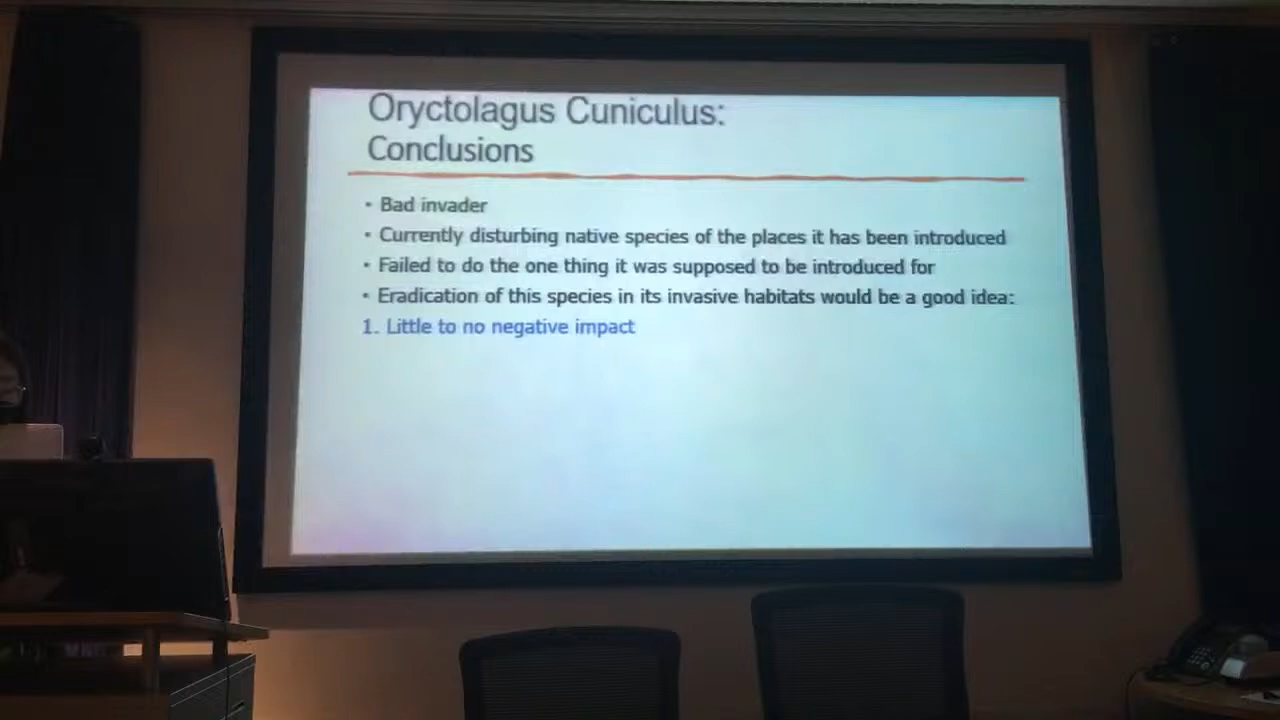 Oryctolagus Cuniculus:
Conclusions
• Bad invader
• Currently disturbing native species of the places it has been introduced
• Failed to do the one thing it was supposed to be introduced for
• Eradication of this species in its invasive habitats would be a good idea:
1. Little to no negative impact